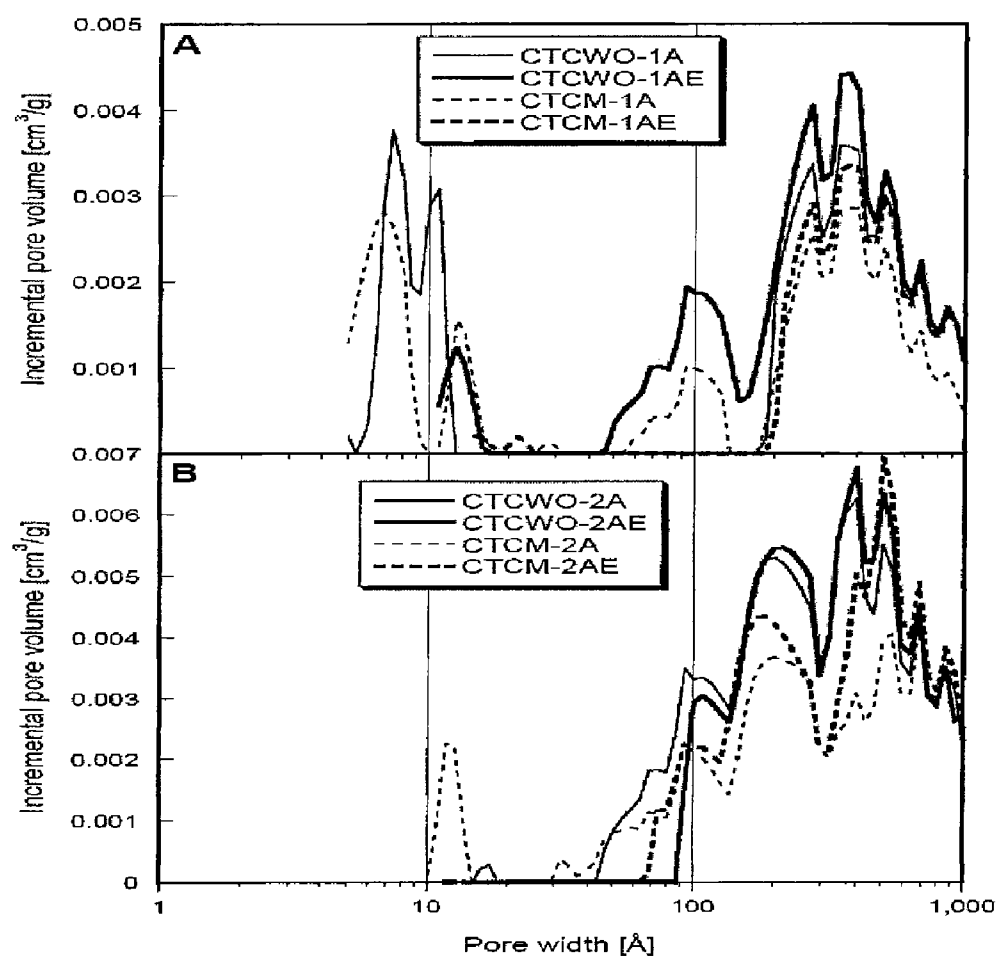 0.005
A
CTCWO-1A
CTCWO-1AE
CTCM-1A
CTCM-1AE
0.004
0.003
0.002
0.001
Incremental pore volume [cm³/g]
0.007
B
CTCWO-2A
CTCWO-2AE
CTCM-2A
CTCM-2AE
0.006
0.005
0.004
0.003
0.002
0.001
0
Incremental pore volume [cm³/g]
1 10 100 1,000
Pore width [Å]